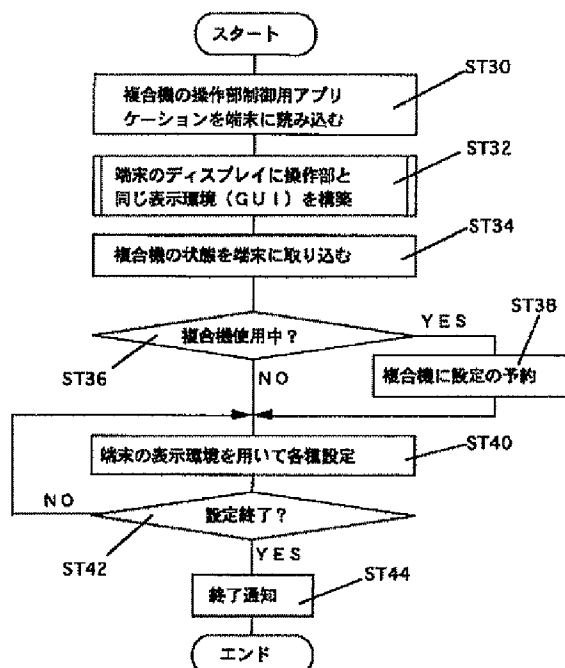 スタート
ST30
複合機の操作部制御用アプリ
ケーションを端末に読み込む
ST32
端末のディスプレイに操作部と
同じ表示環境(GUI)を構築
ST34
複合機の状態を端末に取り込む
複合機使用中?
YES
ST38
ST36
NO
複合機に設定の予約
ST40
端末の表示環境を用いて各種設定
NO
設定終了?
ST42
YES
ST44
終了通知
エンド